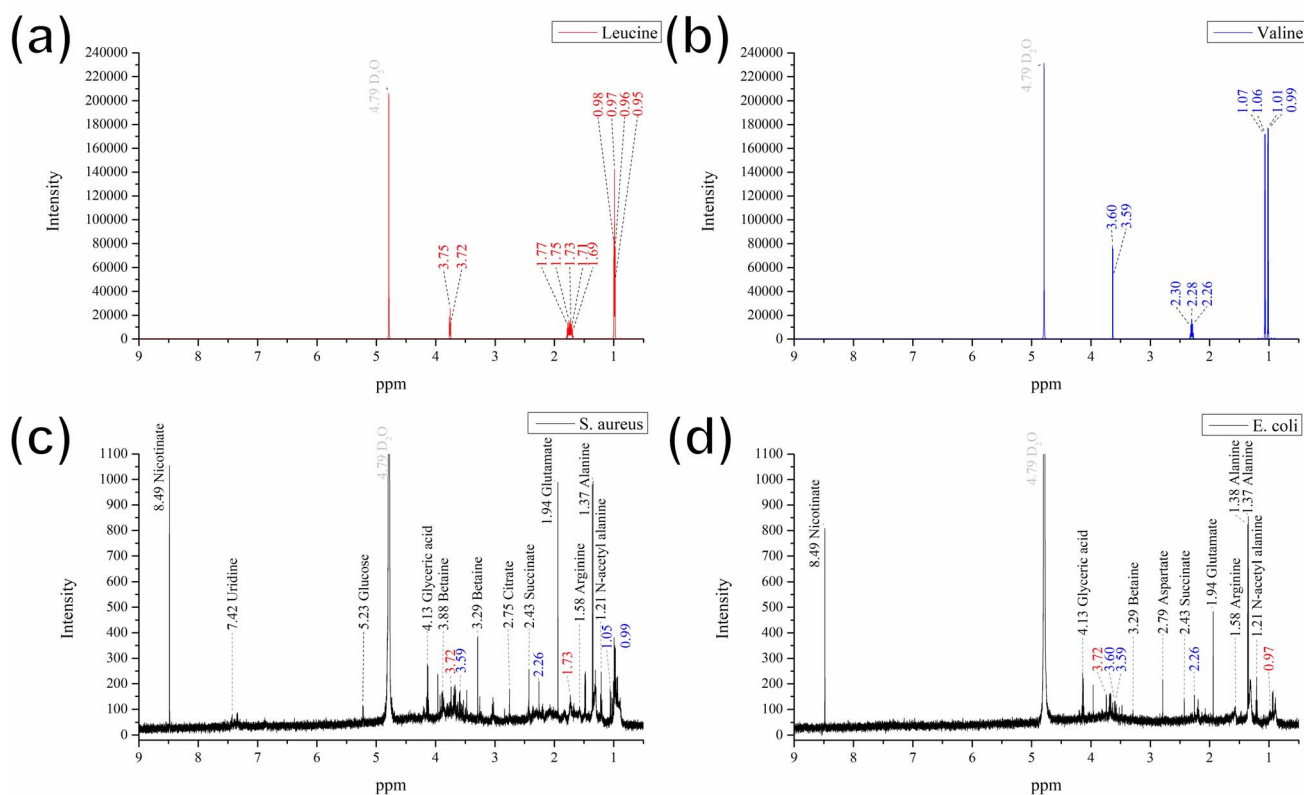 (a)
Leucine
240000
220000
200000
180000
160000
140000
120000
100000
80000
60000
40000
20000
0
Intensity
4.79 D2O
3.75
3.72
1.77
1.75
1.73
1.71
1.69
0.98
0.97
0.96
0.95
9 8 7 6 5 4 3 2 1
ppm
(b)
Valine
240000
220000
200000
180000
160000
140000
120000
100000
80000
60000
40000
20000
0
Intensity
4.79 D2O
3.60
3.59
2.30
2.28
2.26
1.07
1.06
1.01
0.99
9 8 7 6 5 4 3 2 1
ppm
(c)
S. aureus
1100
1000
900
800
700
600
500
400
300
200
100
0
Intensity
8.49 Nicotinate
7.42 Uridine
5.23 Glucose
4.79 D2O
4.13 Glyceric acid
3.88 Betaine
3.72
3.59
3.29 Betaine
2.75 Citrate
2.43 Succinate
2.26
1.94 Glutamate
1.73
1.58 Arginine
1.37 Alanine
1.21 N-acetyl alanine
1.05
0.99
9 8 7 6 5 4 3 2 1
ppm
(d)
E. coli
1100
1000
900
800
700
600
500
400
300
200
100
0
Intensity
8.49 Nicotinate
4.79 D2O
4.13 Glyceric acid
3.72
3.60
3.59
3.29 Betaine
2.79 Aspartate
2.43 Succinate
2.26
1.94 Glutamate
1.58 Arginine
1.38 Alanine
1.37 Alanine
1.21 N-acetyl alanine
0.97
9 8 7 6 5 4 3 2 1
ppm